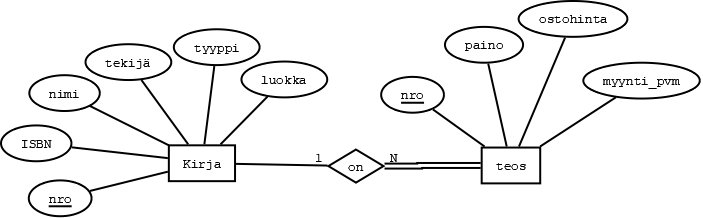 ostohinta
tyyppi
paino
tekijä
luokka
myynti_pvm
nimi
nro
ISBN
1
N
Kirja
on
teos
nro